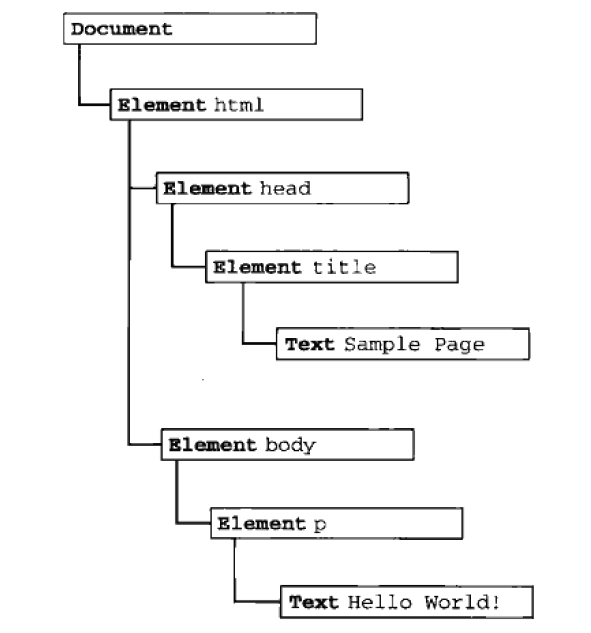 Document
Element html
Element head
Element title
Text Sample Page
Element body
Element p
Text Hello World!